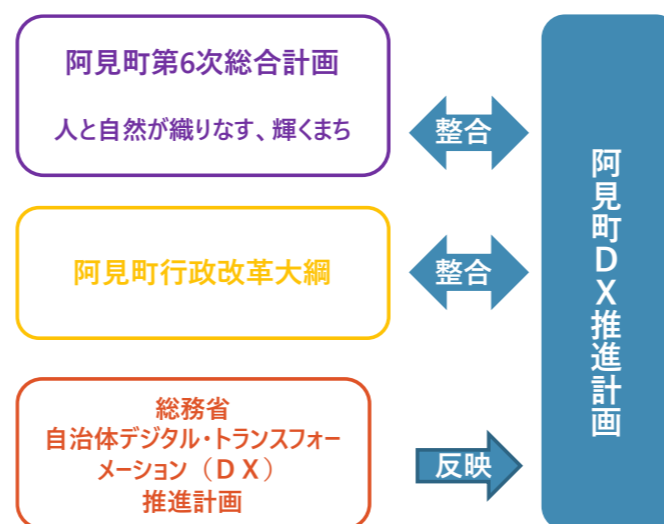 阿見町第6次総合計画
人と自然が織りなす、輝くまち
整合
阿見町行政改革大綱
整合
総務省
自治体デジタル・トランスフォー
メーション（ＤＸ）
推進計画
反映
阿見町ＤＸ推進計画